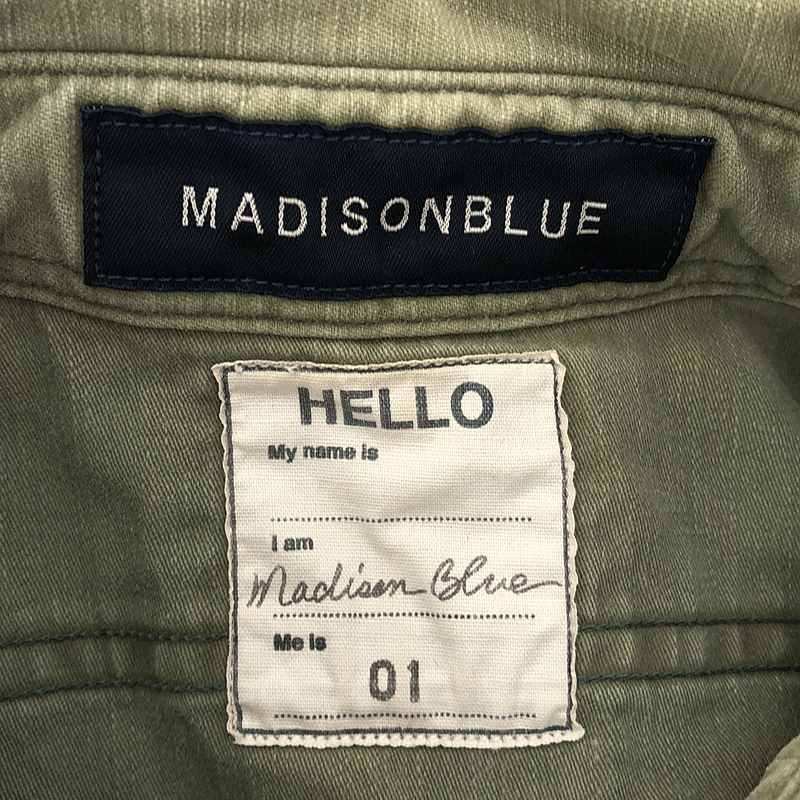 MADISONBLUE
HELLO
My name is
I am
Madison Blue
Me is
01